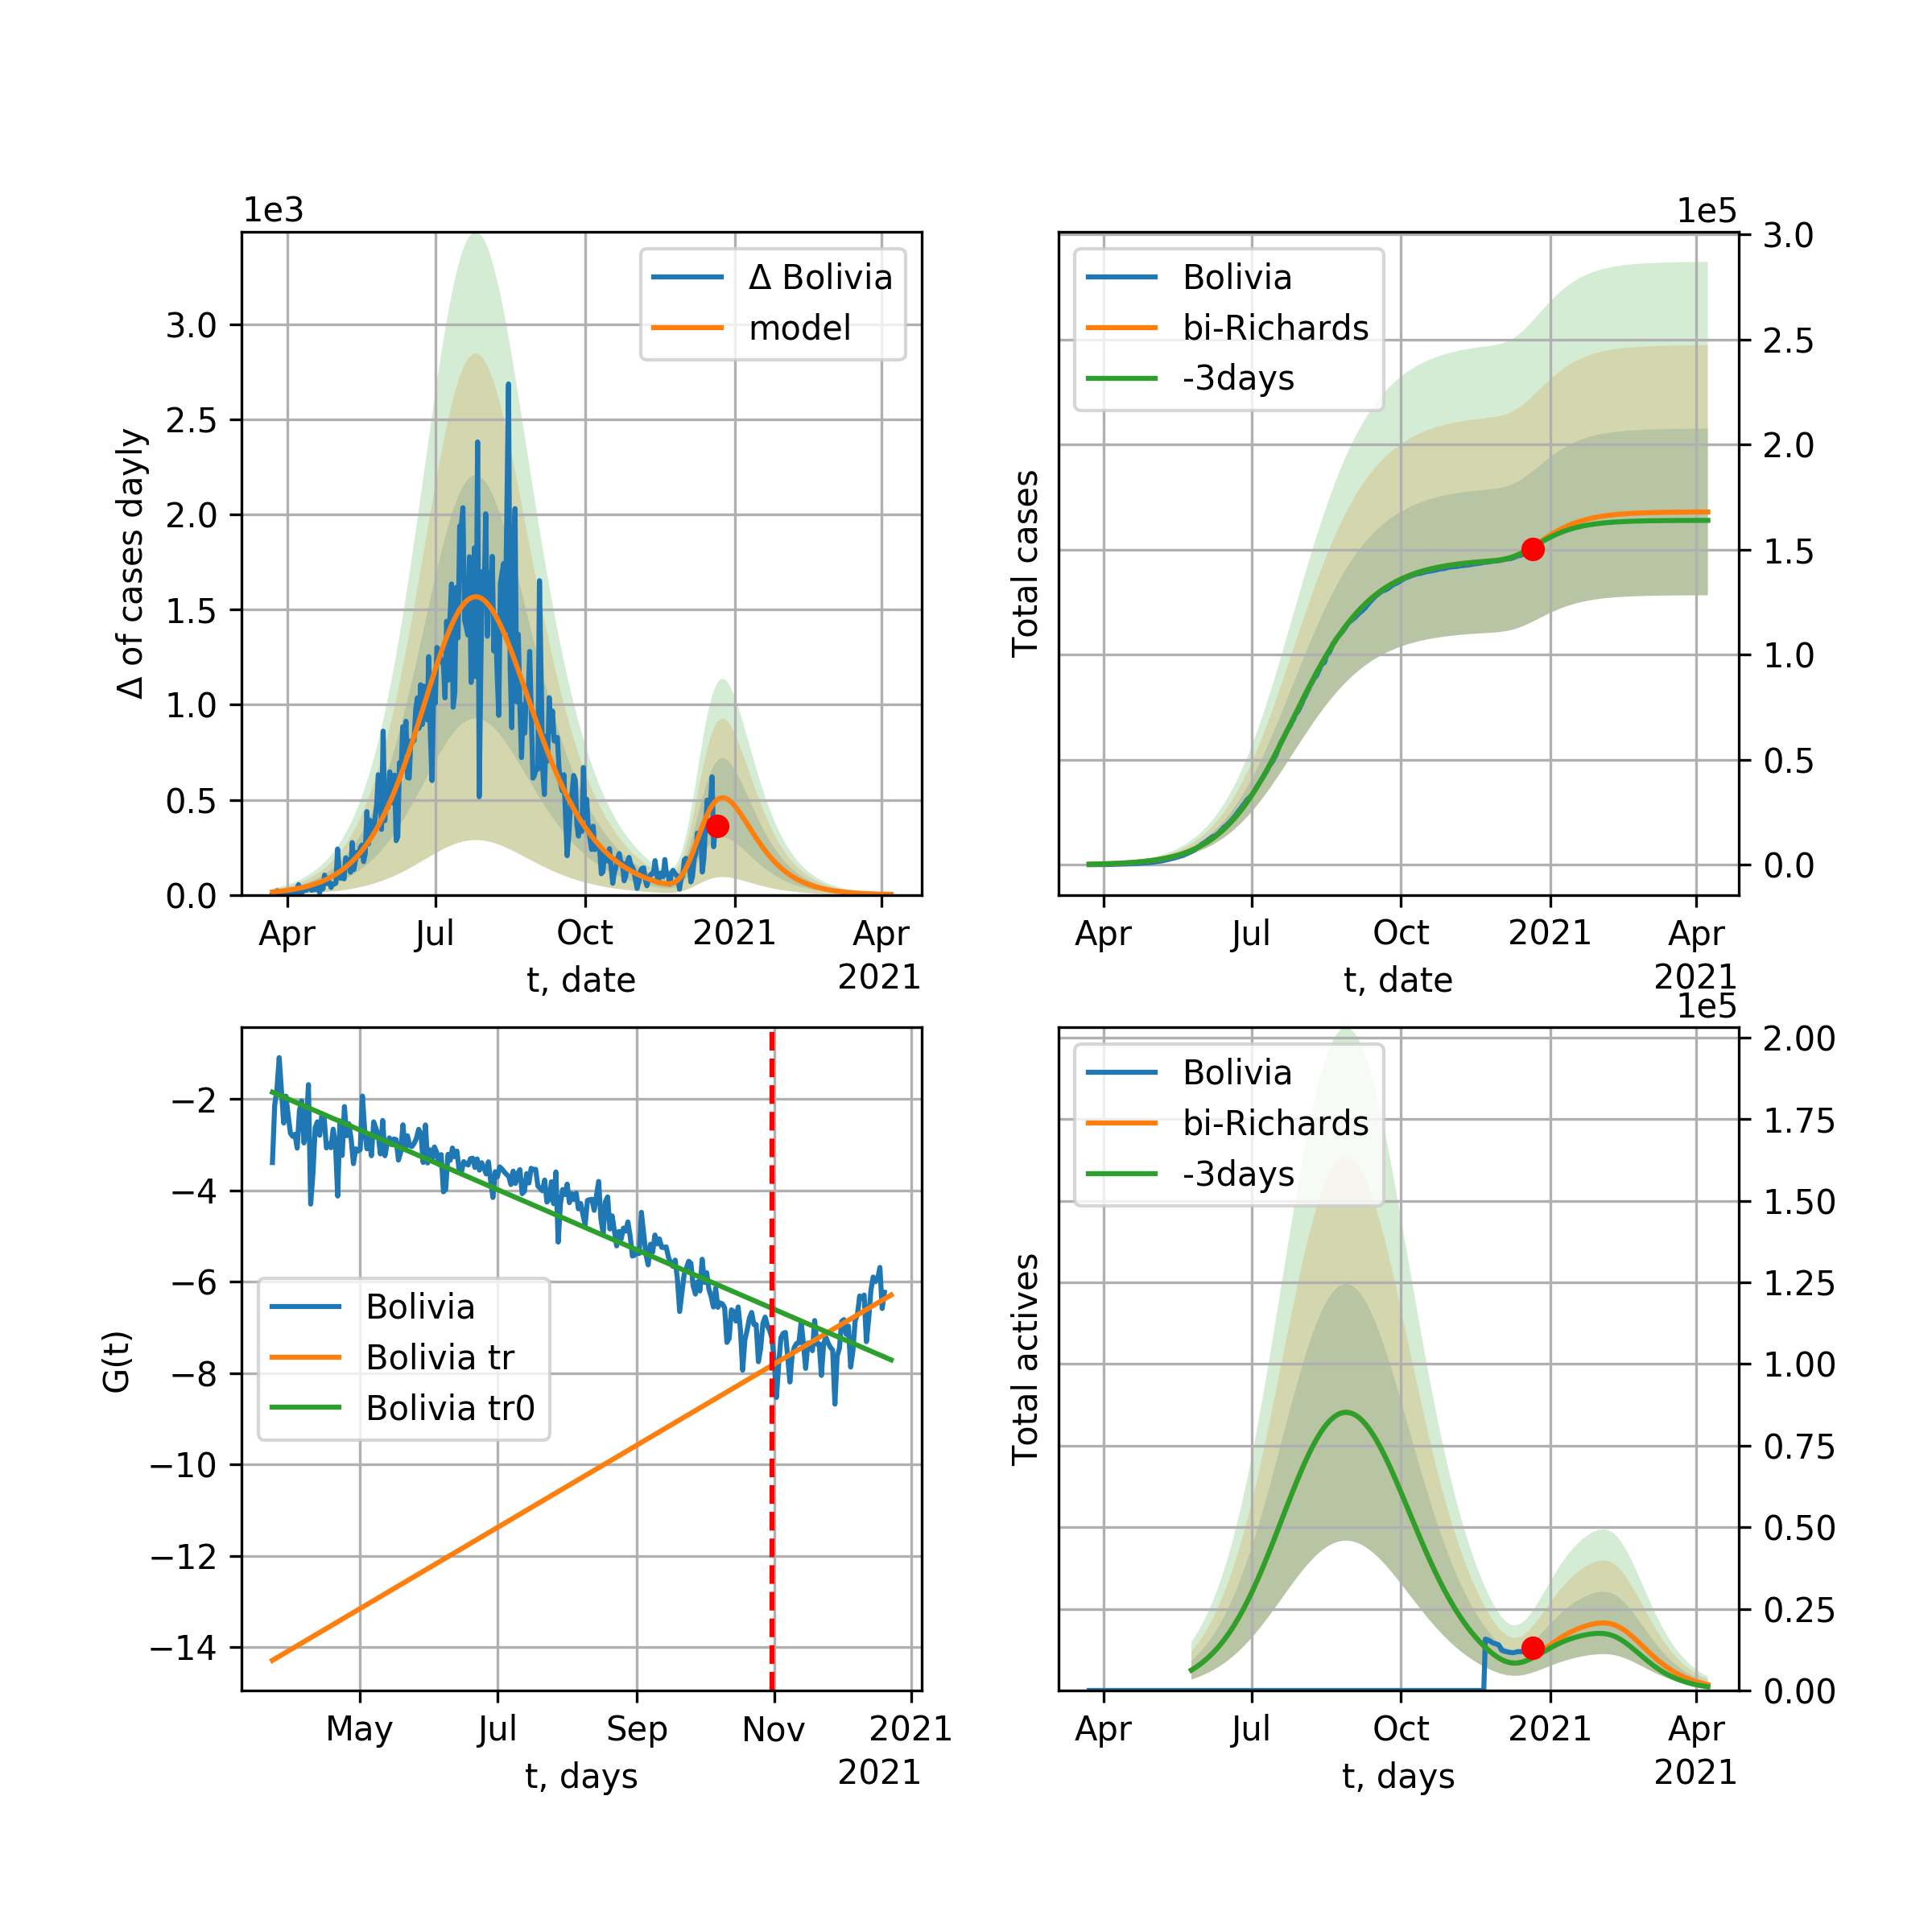 1e3
Δ of cases dayly
3.0
2.5
2.0
1.5
1.0
0.5
0.0
Δ Bolivia
model
Apr
Jul
Oct
2021
Apr
2021
t, date
1e5
Total cases
Bolivia
bi-Richards
-3days
3.0
2.5
2.0
1.5
1.0
0.5
0.0
Apr
Jul
Oct
2021
Apr
2021
t, date
G(t)
−2
−4
−6
−8
−10
−12
−14
Bolivia
Bolivia tr
Bolivia tr0
May
Jul
Sep
Nov
2021
2021
t, days
1e5
Total actives
Bolivia
bi-Richards
-3days
2.00
1.75
1.50
1.25
1.00
0.75
0.50
0.25
0.00
Apr
Jul
Oct
2021
Apr
2021
t, days